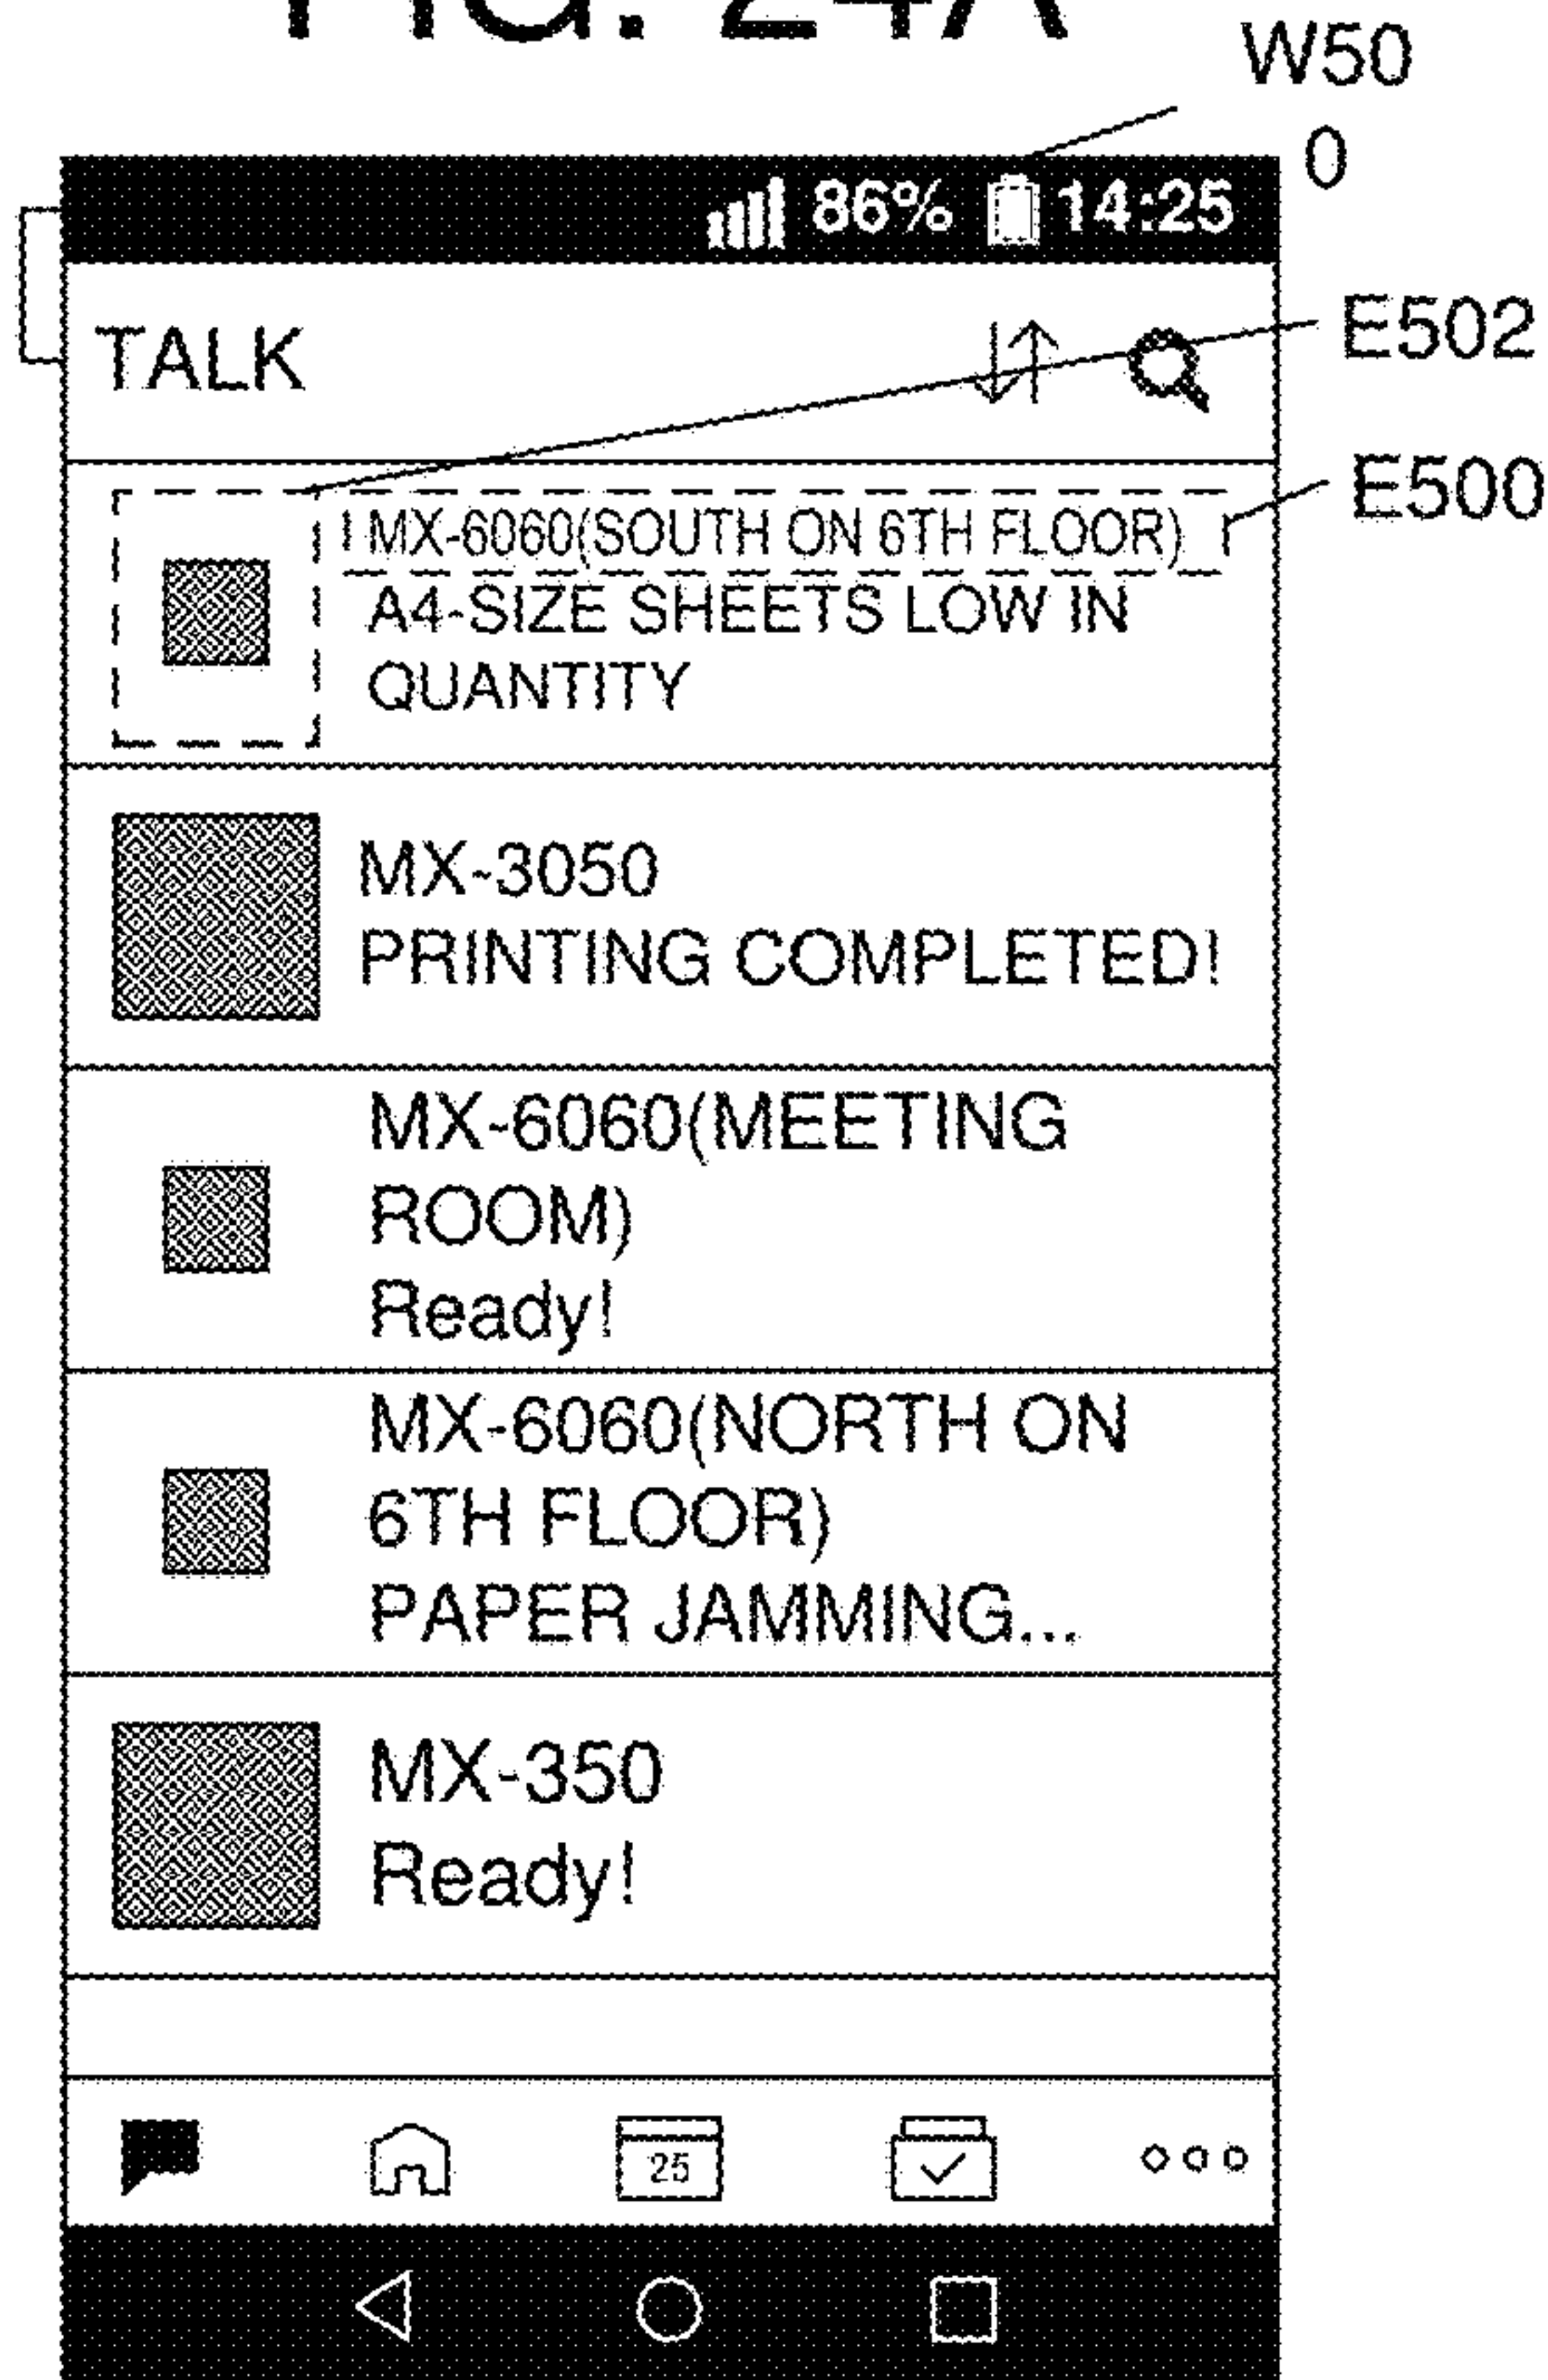 FIG. 24A
W50
0
86% 14:25
TALK
E502
E500
MX-6060(SOUTH ON 6TH FLOOR)
A4-SIZE SHEETS LOW IN
QUANTITY
MX-3050
PRINTING COMPLETED!
MX-6060(MEETING
ROOM)
Ready!
MX-6060(NORTH ON
6TH FLOOR)
PAPER JAMMING...
MX-350
Ready!
25